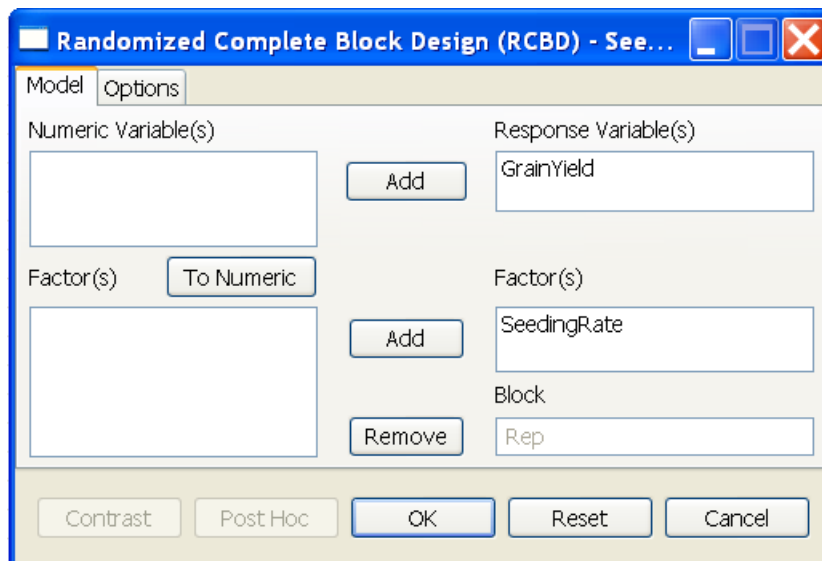 Randomized Complete Block Design (RCBD) - See...
Model Options
Numeric Variable(s) Response Variable(s)
Add GrainYield
Factor(s) To Numeric Factor(s)
Add SeedingRate
Block
Remove Rep
Contrast Post Hoc OK Reset Cancel